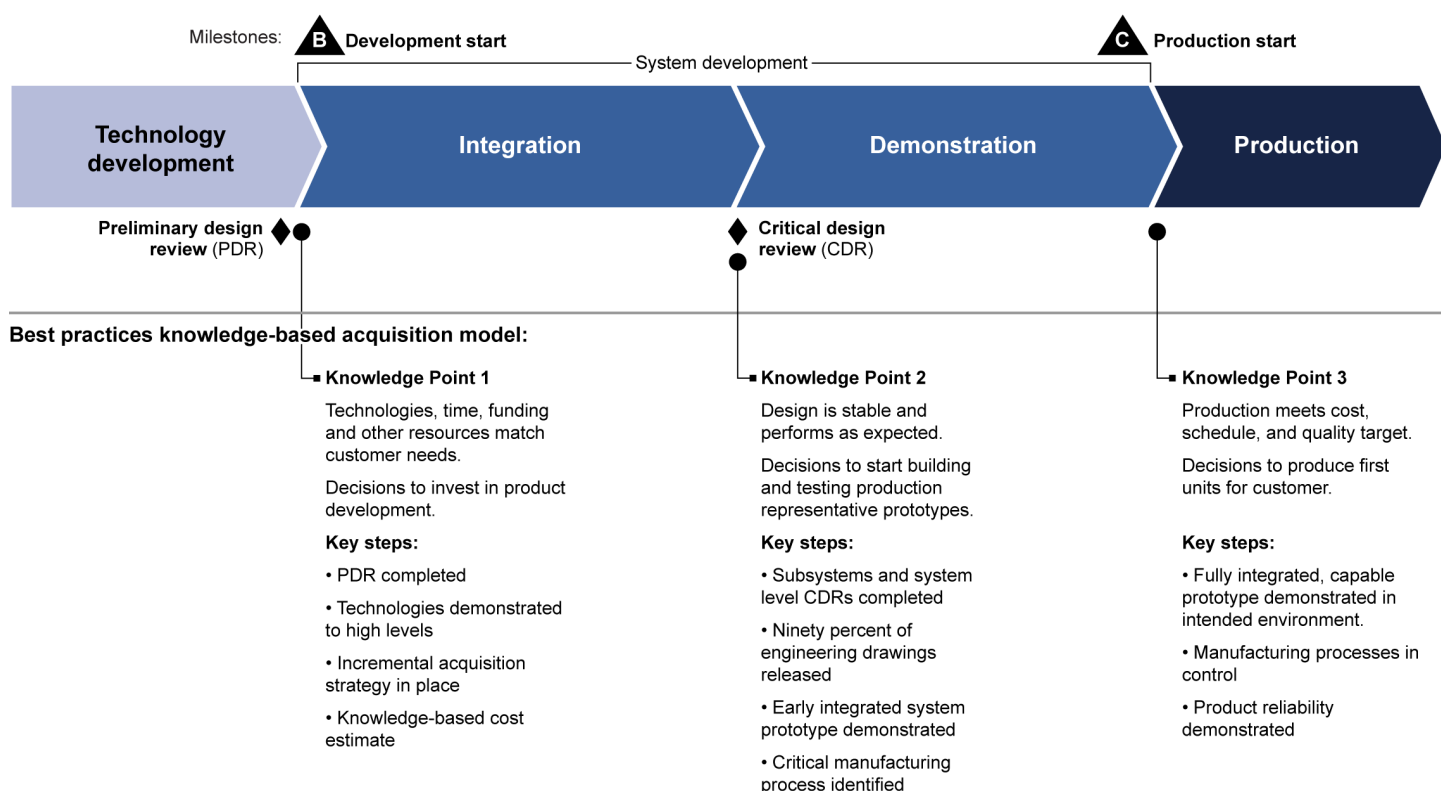 Milestones:
B
Development start
C
Production start
System development
Technology
development
Integration
Demonstration
Production
Preliminary design
review (PDR)
Critical design
review (CDR)
Best practices knowledge-based acquisition model:
Knowledge Point 1
Technologies, time, funding
and other resources match
customer needs.
Decisions to invest in product
development.
Key steps:
• PDR completed
• Technologies demonstrated
to high levels
• Incremental acquisition
strategy in place
• Knowledge-based cost
estimate
Knowledge Point 2
Design is stable and
performs as expected.
Decisions to start building
and testing production
representative prototypes.
Key steps:
• Subsystems and system
level CDRs completed
• Ninety percent of
engineering drawings
released
• Early integrated system
prototype demonstrated
• Critical manufacturing
process identified
Knowledge Point 3
Production meets cost,
schedule, and quality target.
Decisions to produce first
units for customer.
Key steps:
• Fully integrated, capable
prototype demonstrated in
intended environment.
• Manufacturing processes in
control
• Product reliability
demonstrated